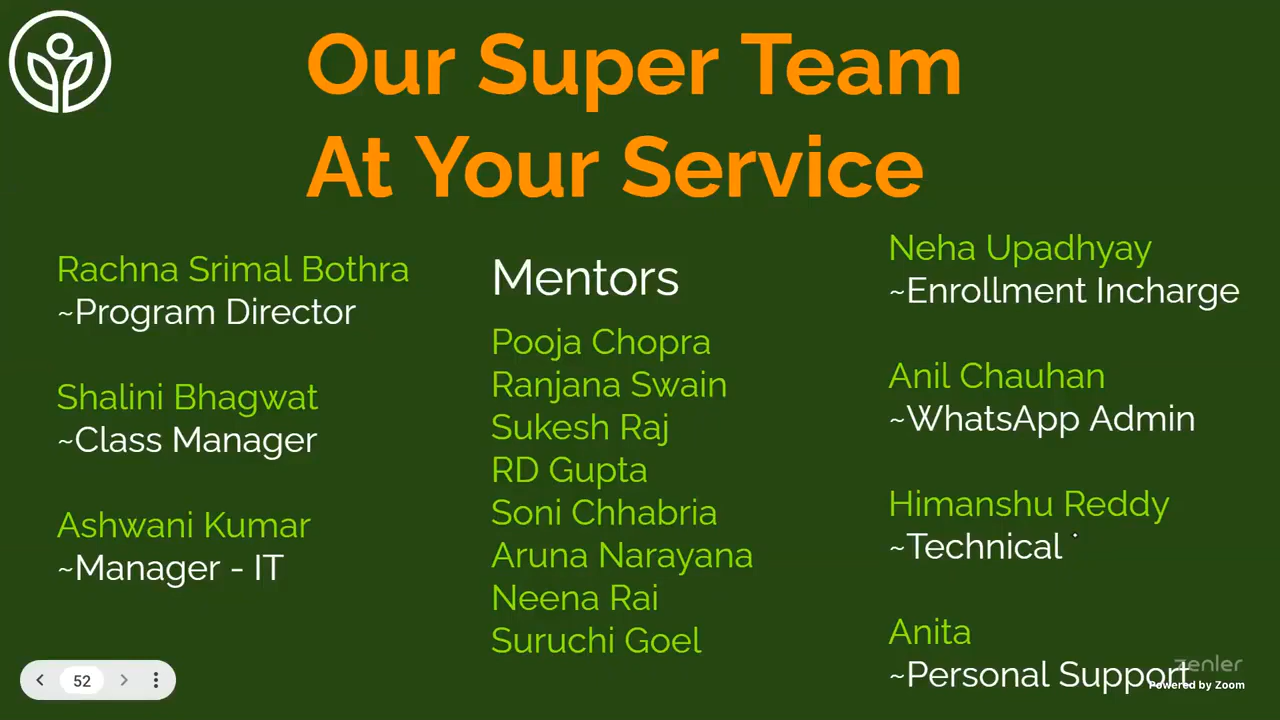 Our Super Team
At Your Service
Rachna Srimal Bothra
~Program Director
Shalini Bhagwat
~Class Manager
Ashwani Kumar
~Manager - IT
Mentors
Pooja Chopra
Ranjana Swain
Sukesh Raj
RD Gupta
Soni Chhabria
Aruna Narayana
Neena Rai
Suruchi Goel
Neha Upadhyay
~Enrollment Incharge
Anil Chauhan
~WhatsApp Admin
Himanshu Reddy
~Technical
Anita
~Personal Support
52
zenler
Powered by Zoom